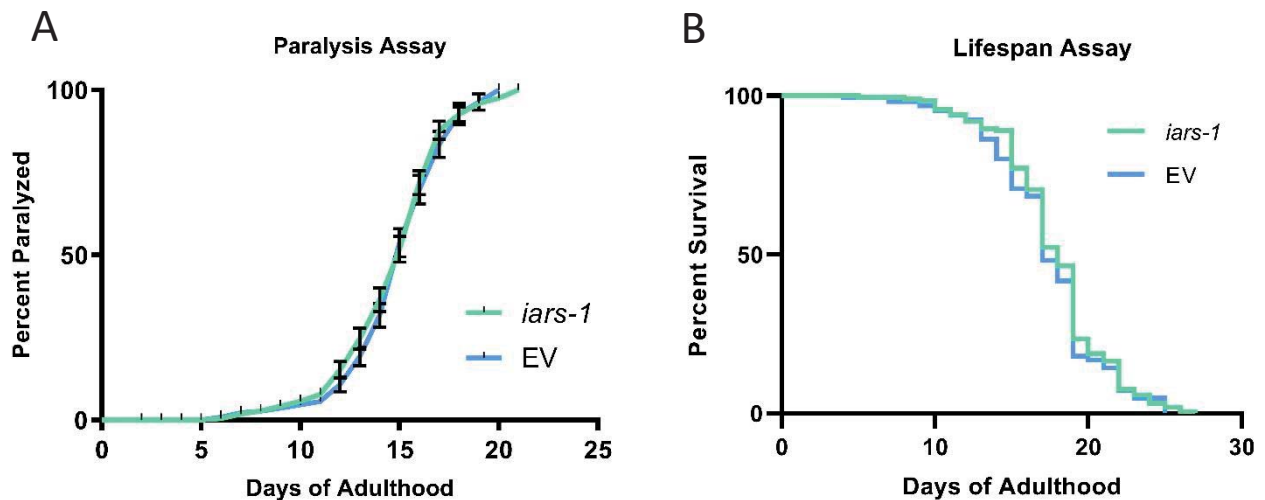 A
Paralysis Assay
100
50
0
Percent Paralyzed
iars-1
EV
0 5 10 15 20 25
Days of Adulthood
B
Lifespan Assay
100
50
0
Percent Survival
iars-1
EV
0 10 20 30
Days of Adulthood